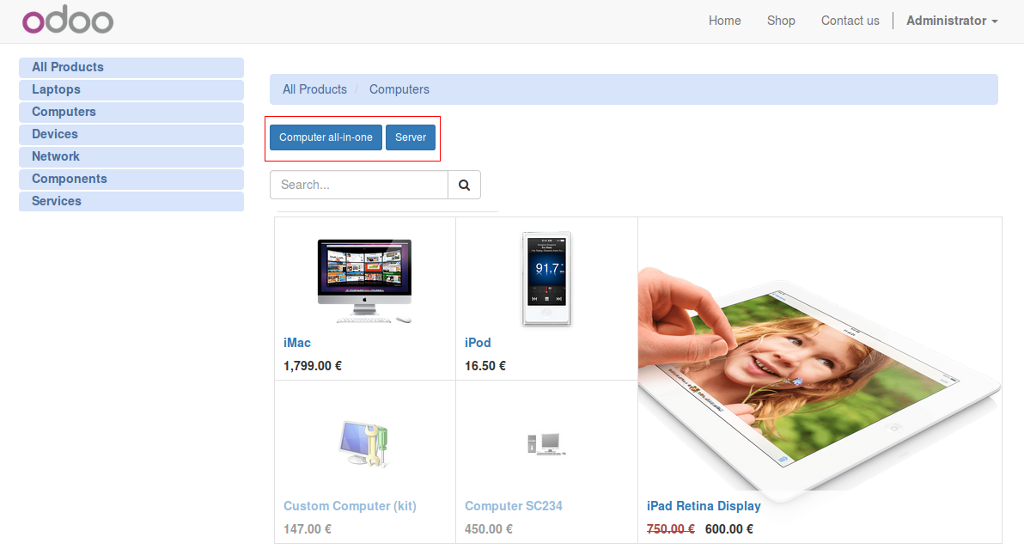 odoo
Home Shop Contact us Administrator
All Products
Laptops
Computers
Devices
Network
Components
Services
All Products / Computers
Computer all-in-one Server
Search...
91.7
iMac
1,799.00 €
iPod
16.50 €
Custom Computer (kit)
147.00 €
Computer SC234
450.00 €
iPad Retina Display
750.00 € 600.00 €